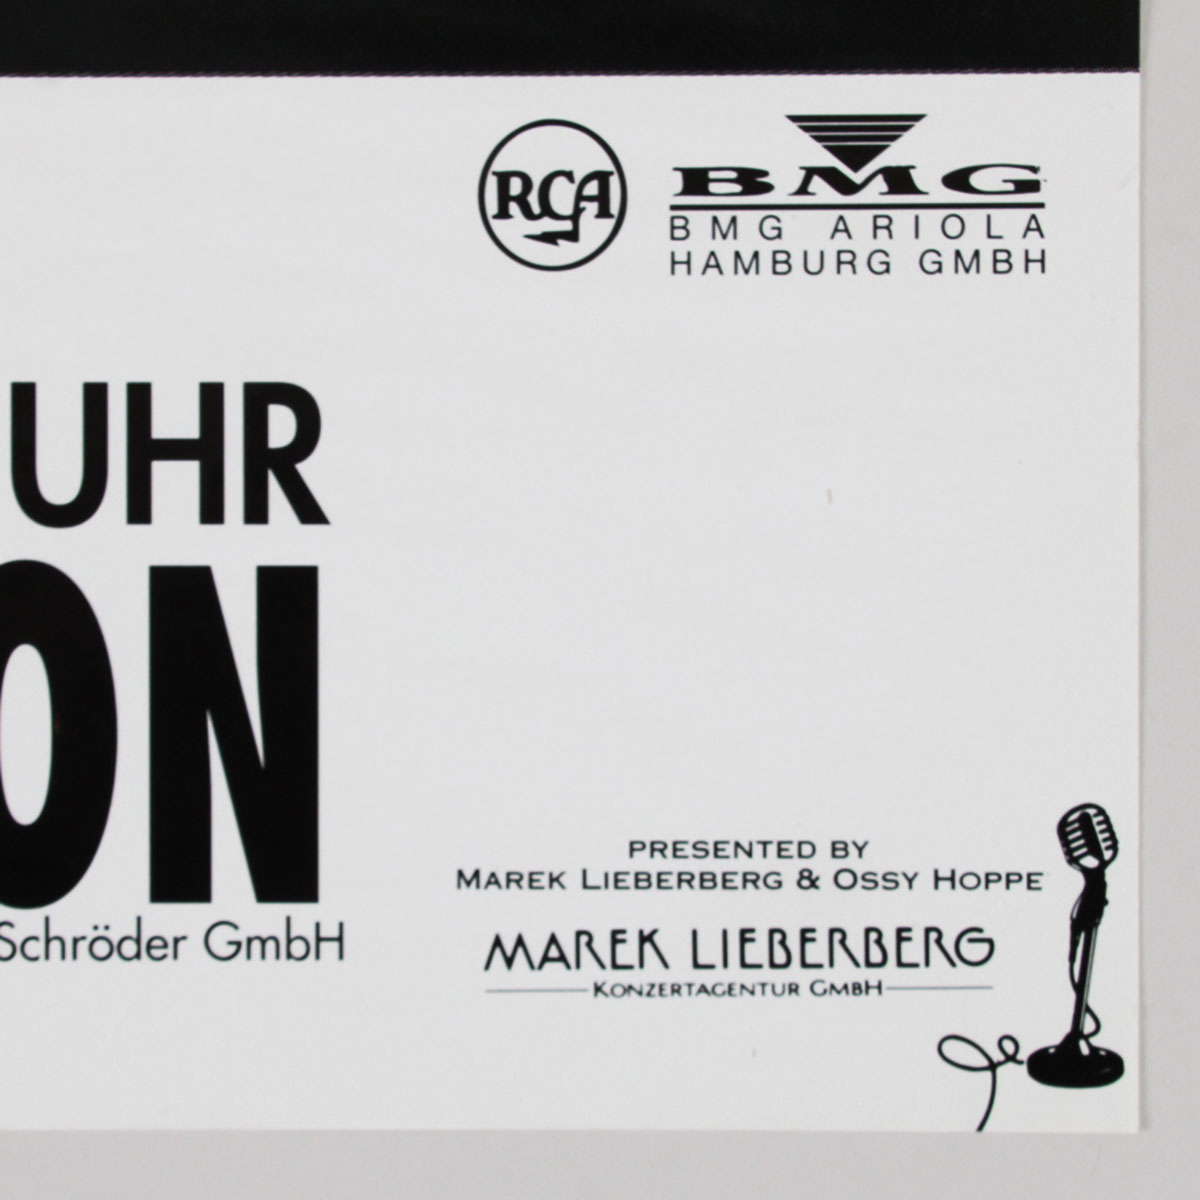 RCA
BMG
BMG ARIOLA
HAMBURG GMBH
UHR
ON
Schröder GmbH
PRESENTED BY
MAREK LIEBERBERG & OSSY HOPPE
MAREK LIEBERBERG
KONZERTAGENTUR GMBH